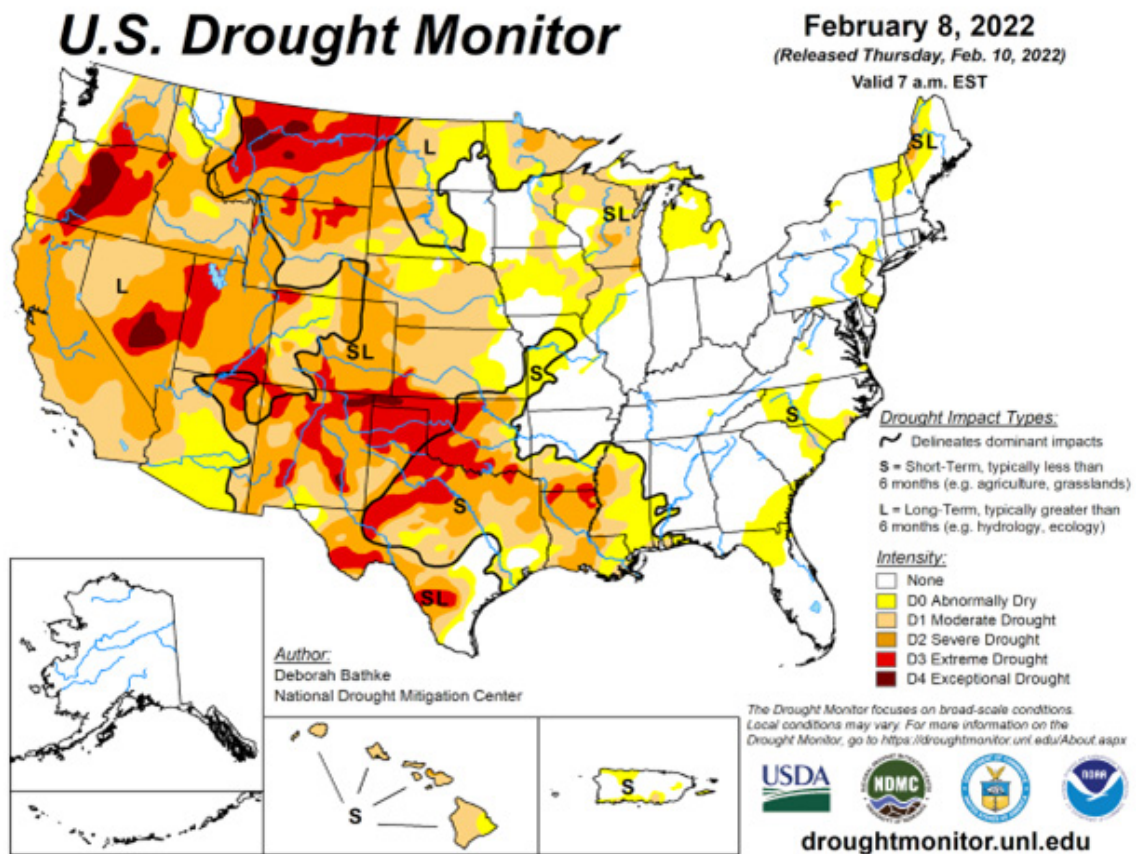 U.S. Drought Monitor
February 8, 2022
(Released Thursday, Feb. 10, 2022)
Valid 7 a.m. EST
L
SL
SL
L
SL
S
S
S
SL
Drought Impact Types:
Delineates dominant impacts
S = Short-Term, typically less than
6 months (e.g. agriculture, grasslands)
L = Long-Term, typically greater than
6 months (e.g. hydrology, ecology)
Intensity:
None
D0 Abnormally Dry
D1 Moderate Drought
D2 Severe Drought
D3 Extreme Drought
D4 Exceptional Drought
Author:
Deborah Bathke
National Drought Mitigation Center
S
S
The Drought Monitor focuses on broad-scale conditions.
Local conditions may vary. For more information on the
Drought Monitor, go to https://droughtmonitor.unl.edu/About.aspx
USDA
NDMC
NOAA
droughtmonitor.unl.edu